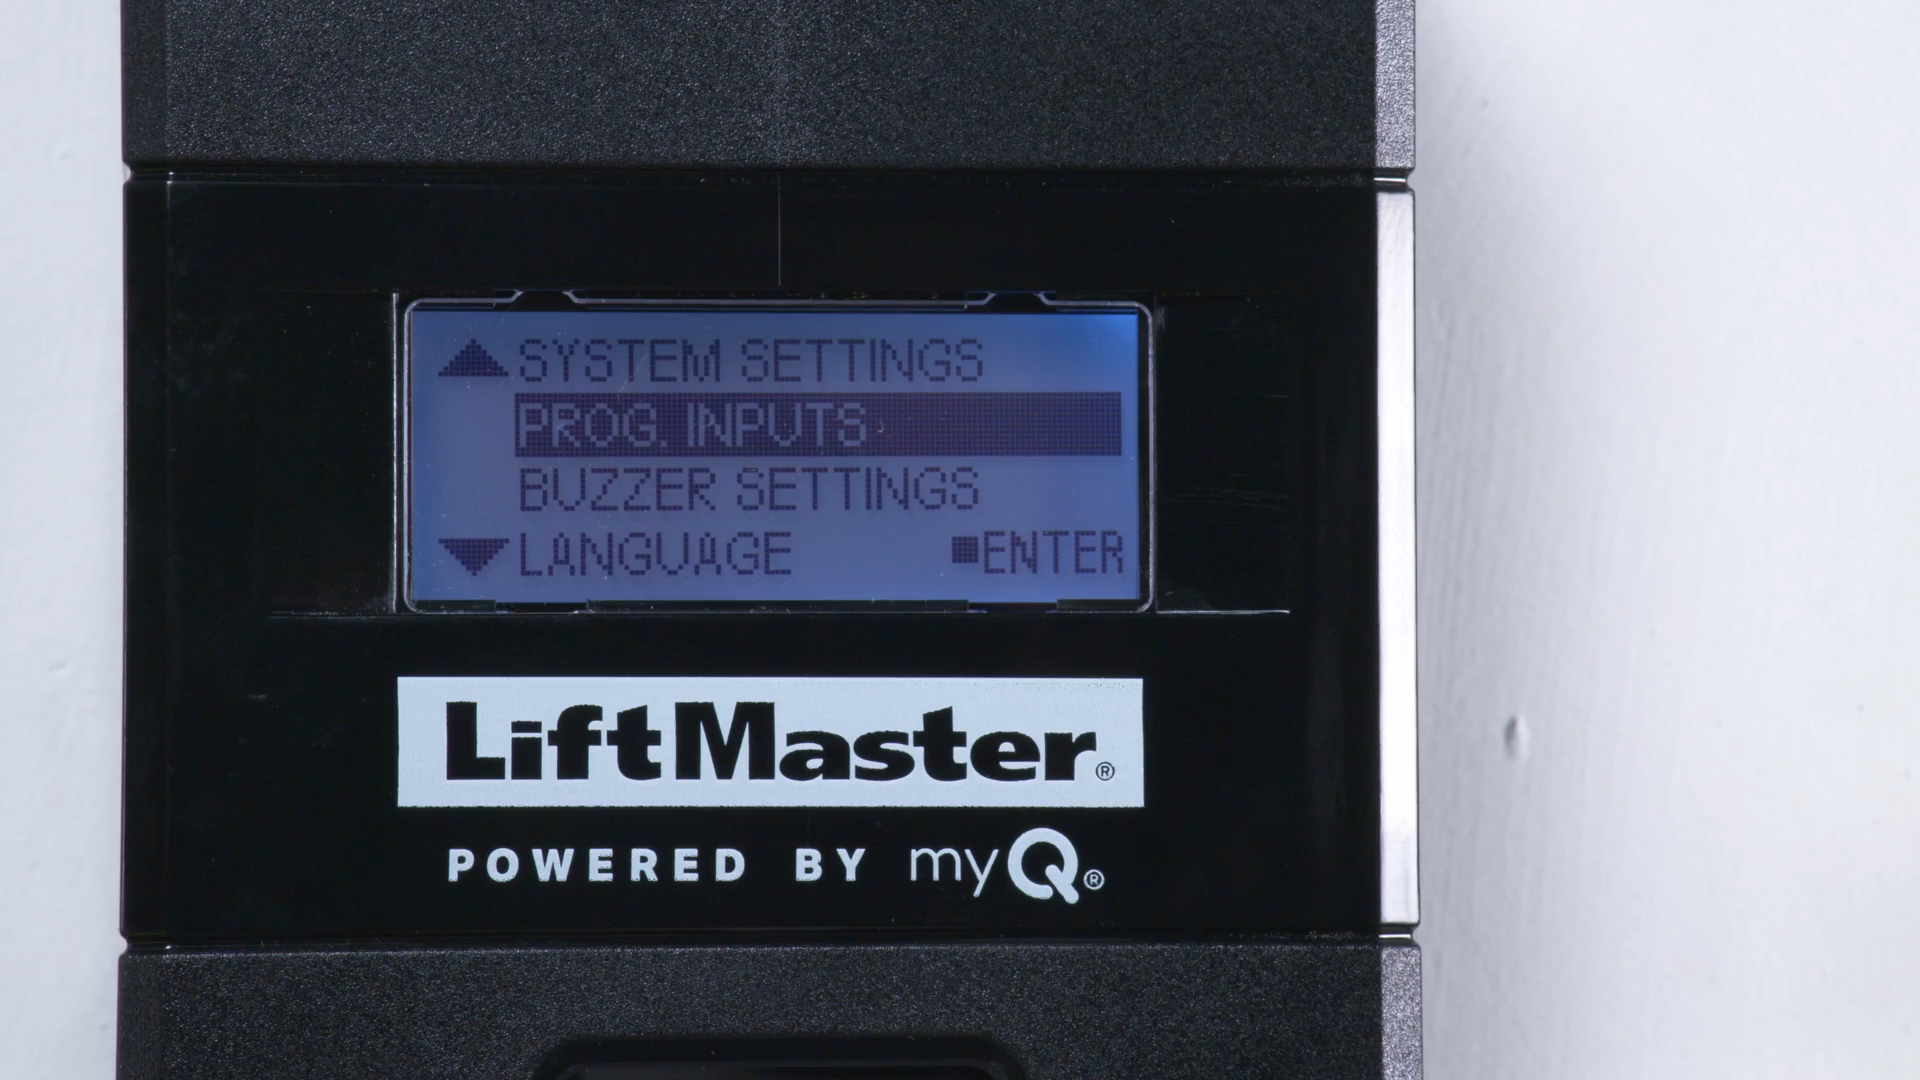 SYSTEM SETTINGS
PROG. INPUTS
BUZZER SETTINGS
LANGUAGE ■ENTER
LiftMaster®
POWERED BY myQ®